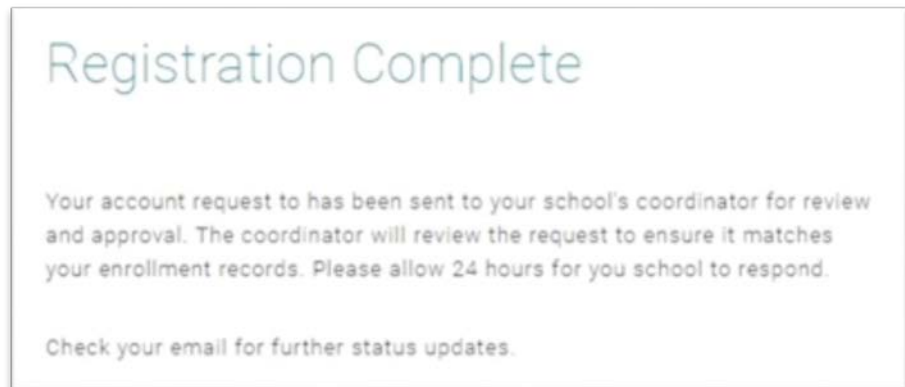 Registration Complete
Your account request to has been sent to your school's coordinator for review
and approval. The coordinator will review the request to ensure it matches
your enrollment records. Please allow 24 hours for you school to respond.
Check your email for further status updates.